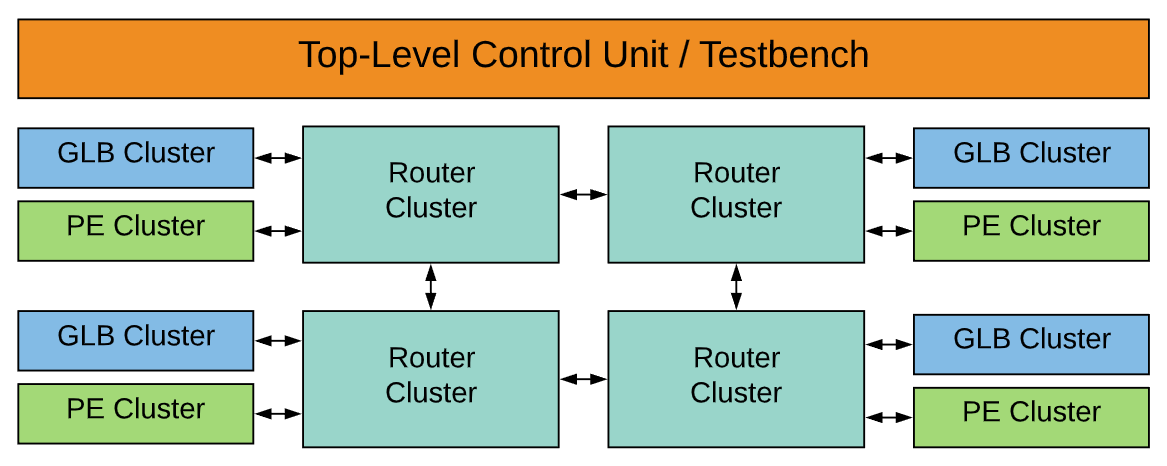 Top-Level Control Unit / Testbench
GLB Cluster
Router
Cluster
Router
Cluster
GLB Cluster
PE Cluster
PE Cluster
GLB Cluster
Router
Cluster
Router
Cluster
GLB Cluster
PE Cluster
PE Cluster